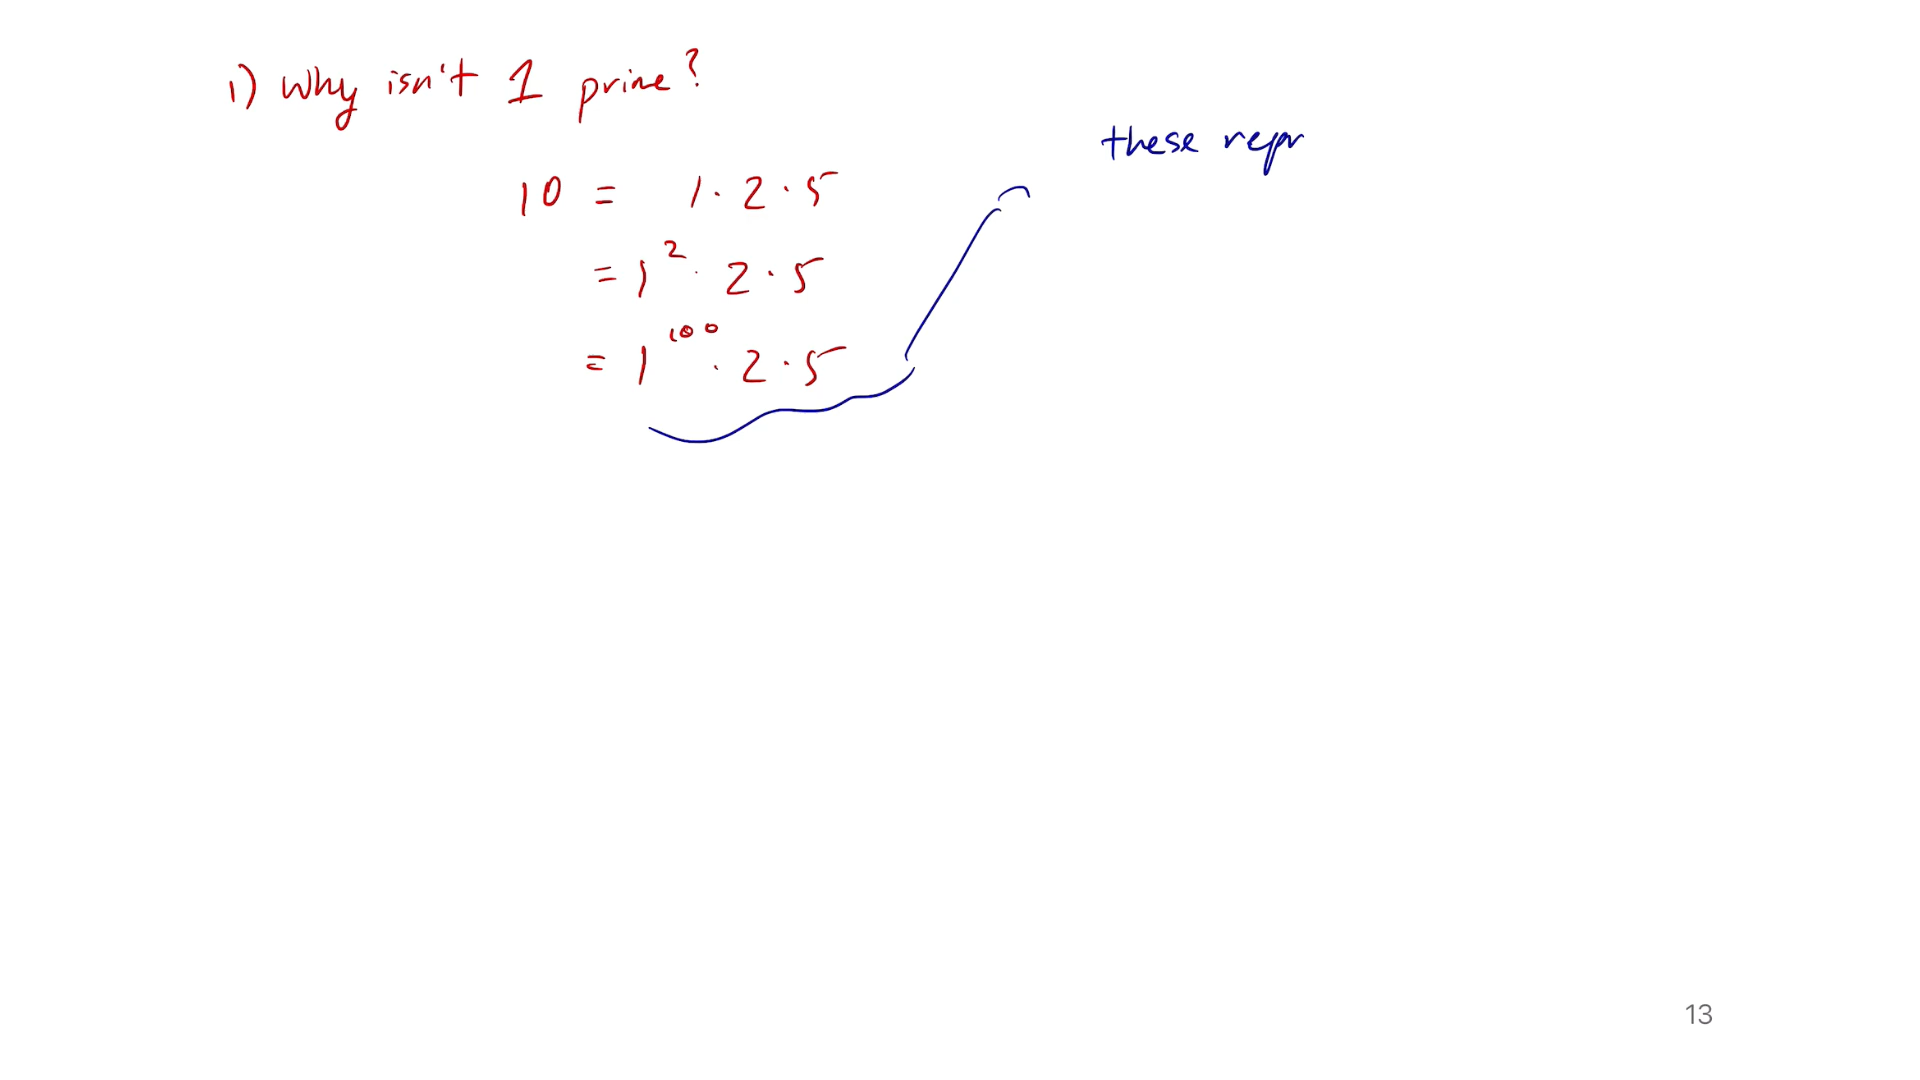 1) Why isn't 1 prime?
these repr
10 = 1 · 2 · 5
= 1² · 2 · 5
= 1¹⁰⁰ · 2 · 5
13